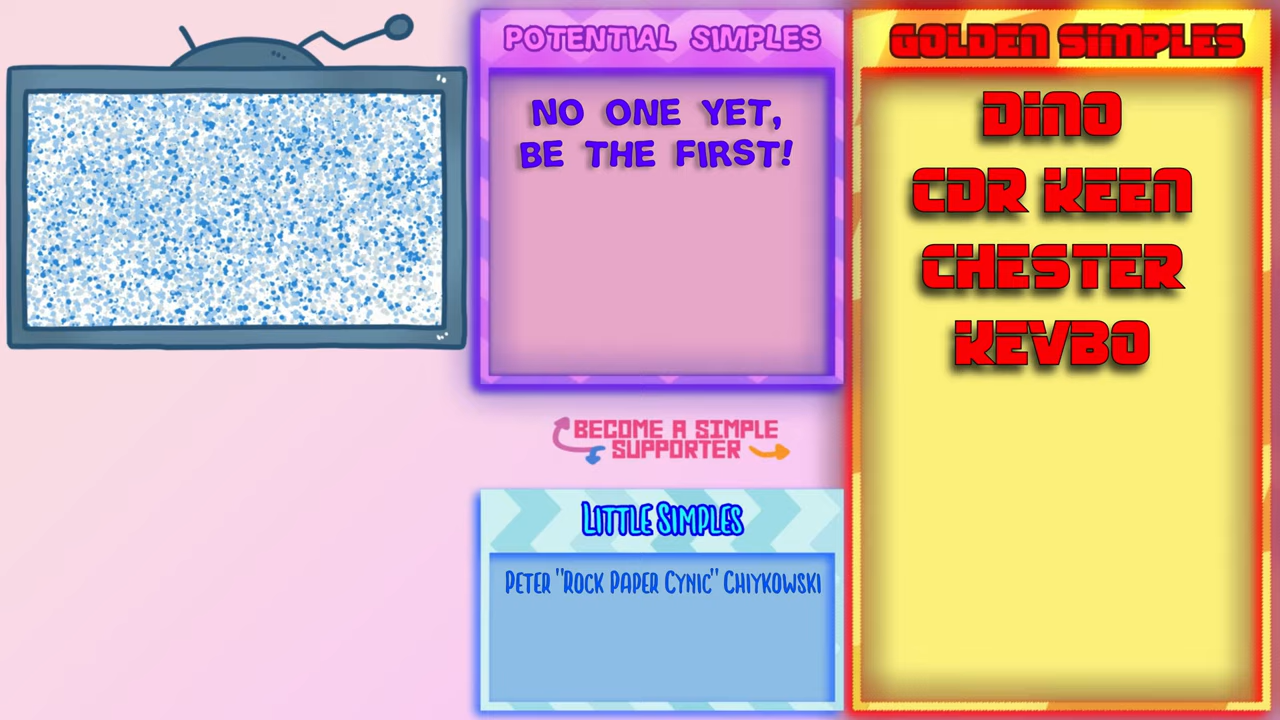 POTENTIAL SIMPLES
NO ONE YET,
BE THE FIRST!
BECOME A SIMPLE
SUPPORTER
LITTLE SIMPLES
PETER "ROCK PAPER CYNIC" CHIYKOWSKI
GOLDEN SIMPLES
DINO
CDR KEEN
CHESTER
KEVBO